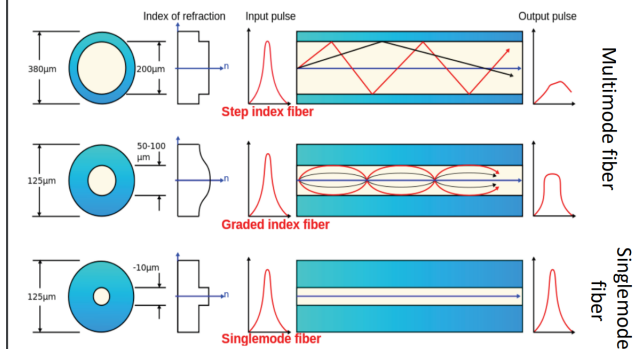 Index of refraction
Input pulse
Output pulse
380μm
200μm
n
Step index fiber
Multimode fiber
125μm
50-100
μm
n
Graded index fiber
125μm
-10μm
n
Singlemode fiber
Singlemode
fiber